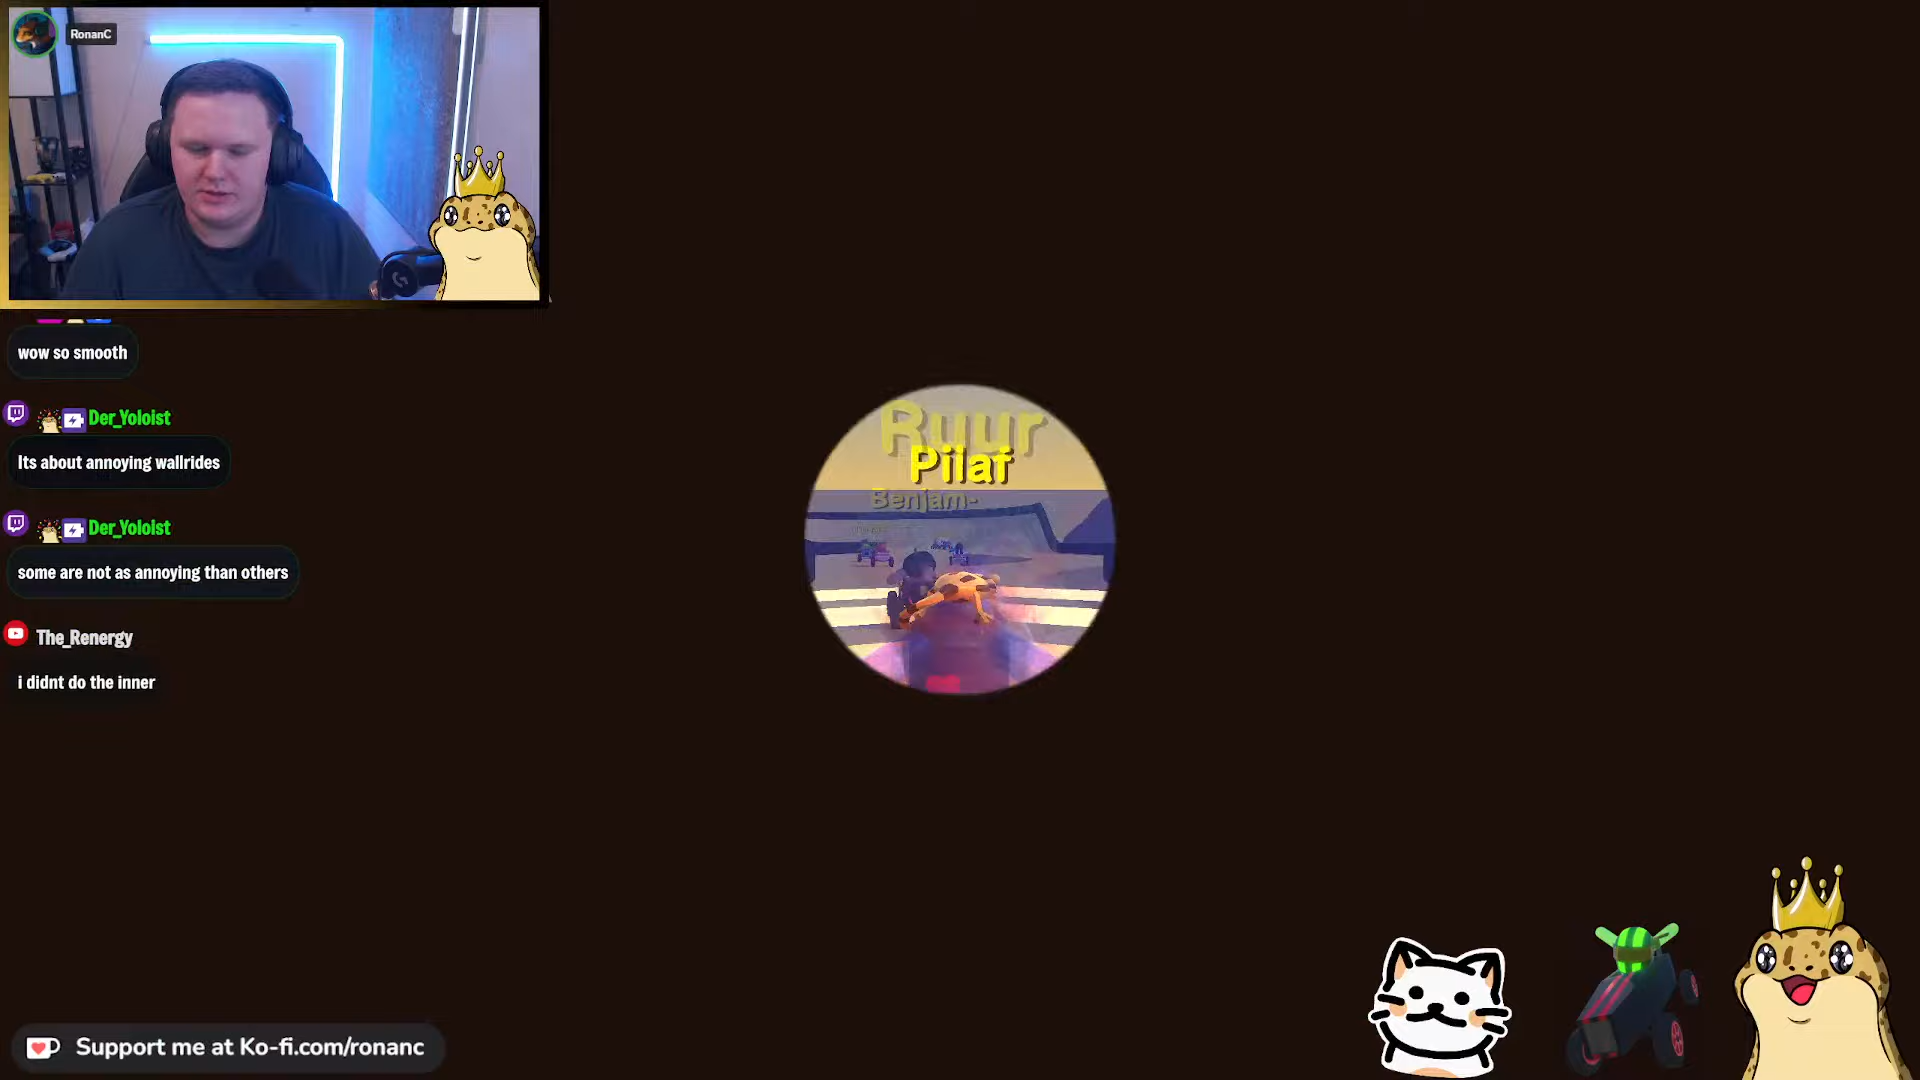 RonanC
wow so smooth
Der_Yoloist
Its about annoying wallrides
Der_Yoloist
some are not as annoying than others
The_Renergy
i didnt do the inner
Ruur
Pilaf
Benjam-
Support me at Ko-fi.com/ronanc